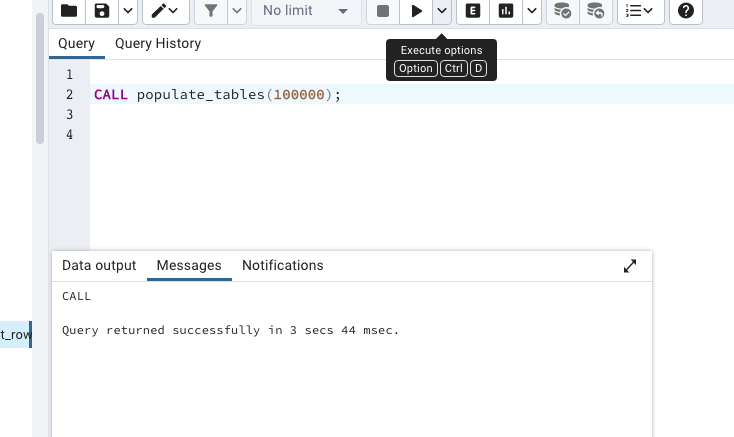 No limit
E
?
Query
Query History
Execute options
Option Ctrl D
1
2 CALL populate_tables(100000);
3
4
Data output
Messages
Notifications
CALL
Query returned successfully in 3 secs 44 msec.
t_row